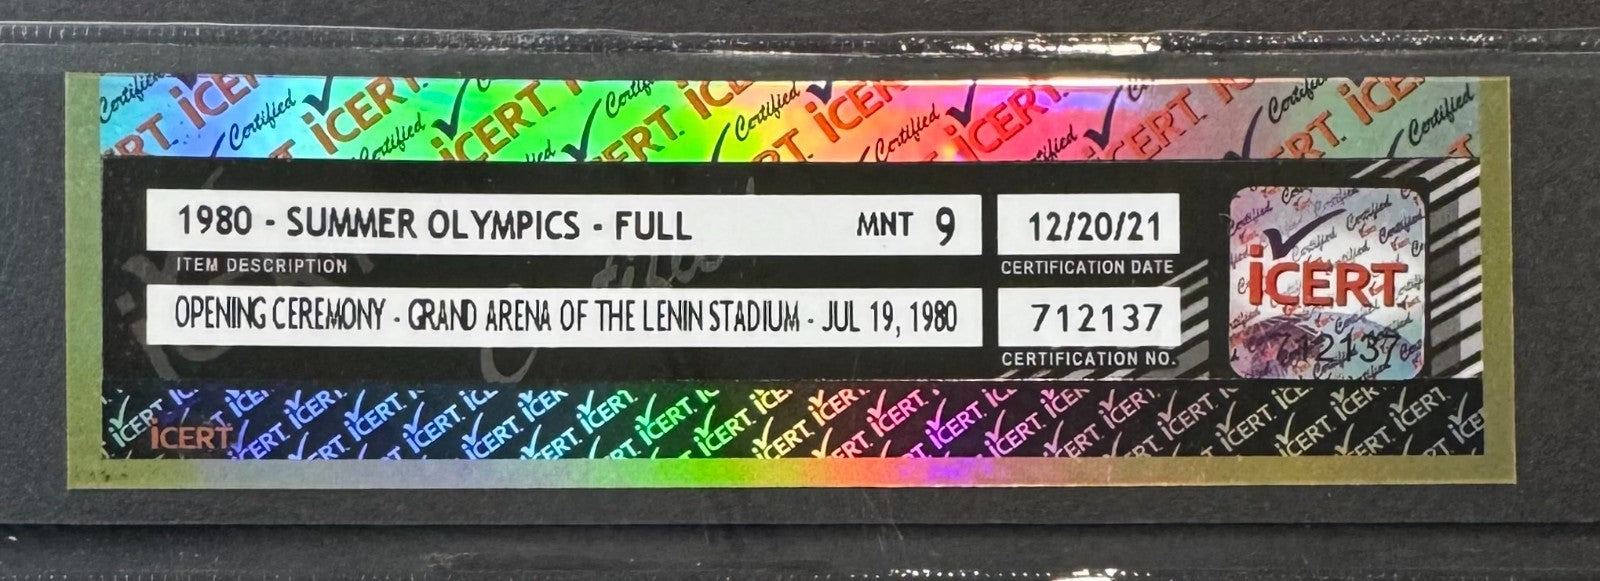 1980 - SUMMER OLYMPICS - FULL MNT 9
12/20/21
ITEM DESCRIPTION
CERTIFICATION DATE
OPENING CEREMONY - GRAND ARENA OF THE LENIN STADIUM - JUL 19, 1980
712137
CERTIFICATION NO.
iCERT
712137
iCERT